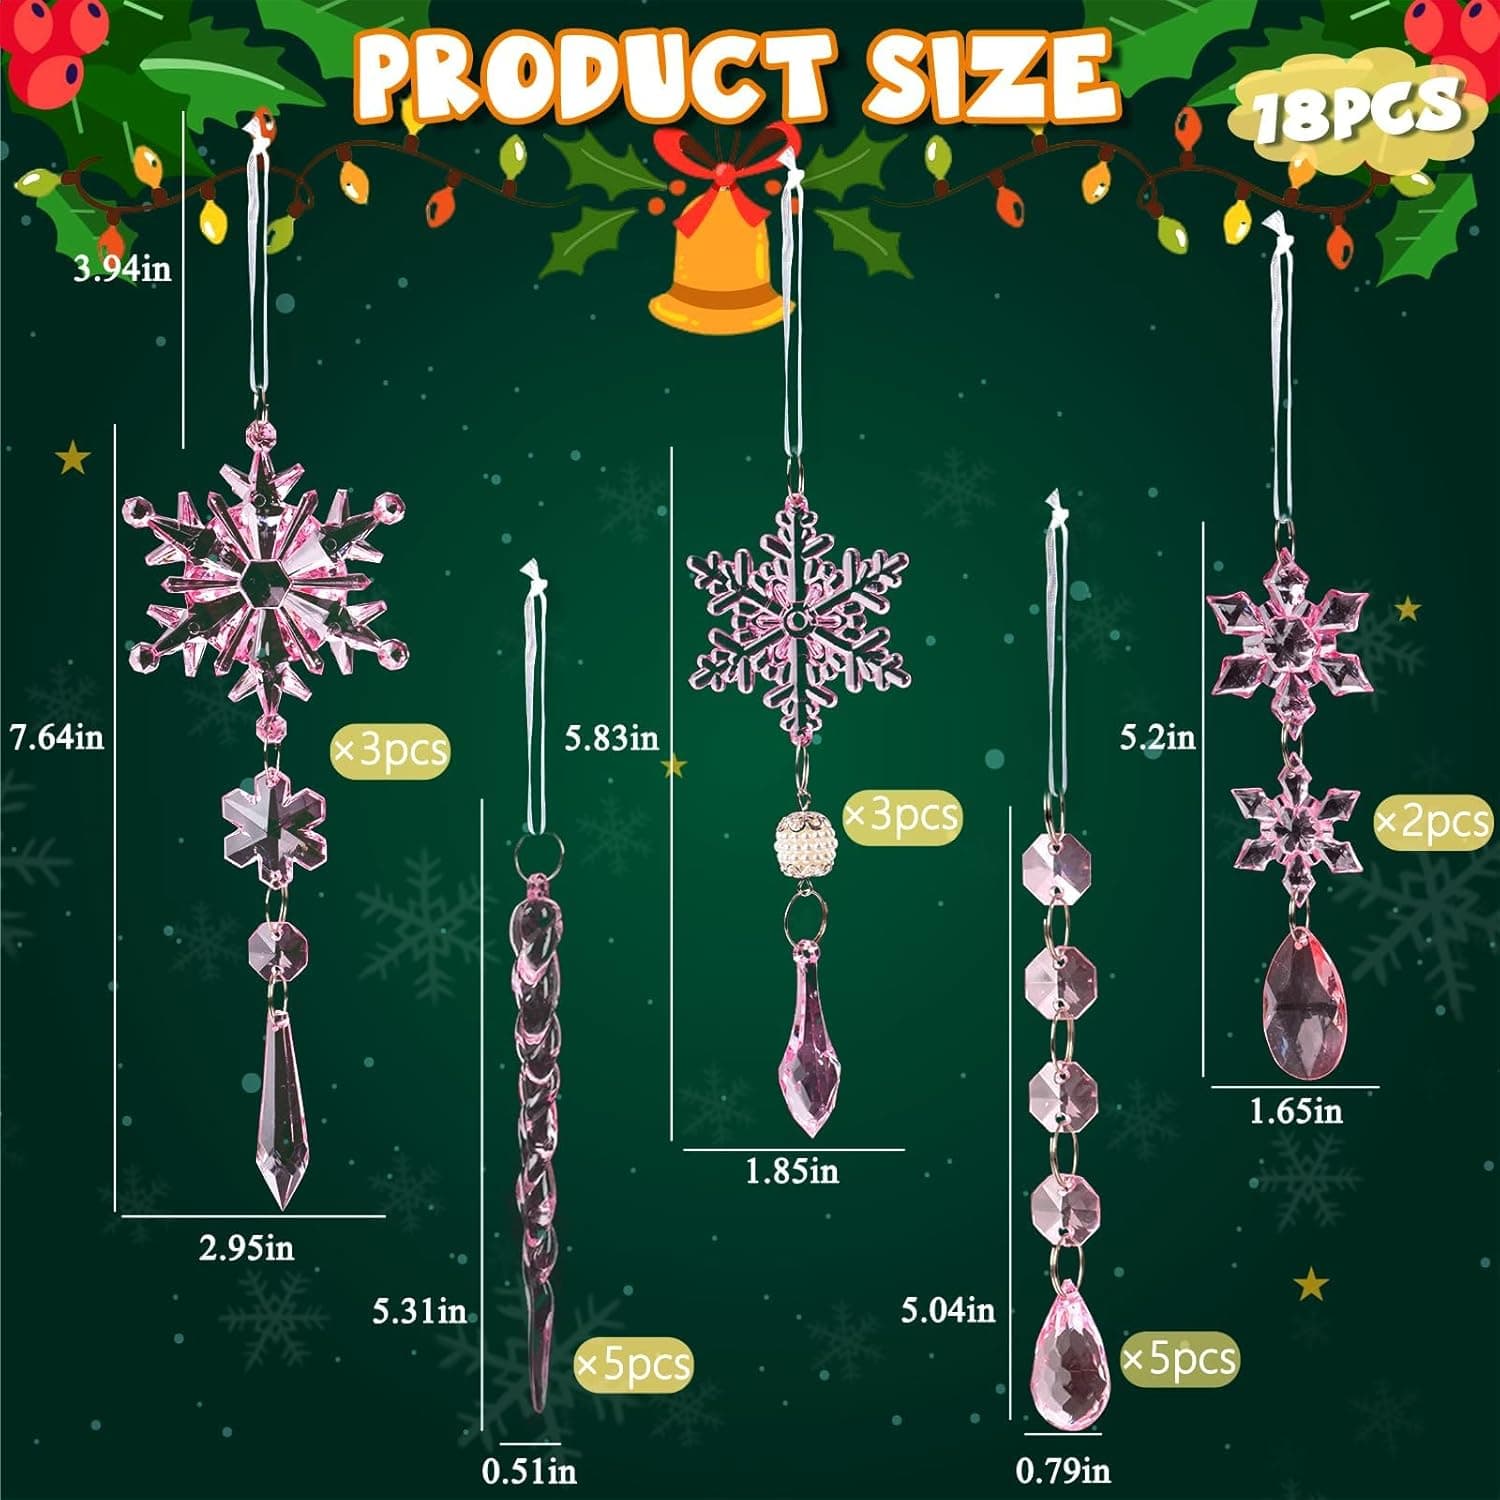 PRODUCT SIZE
18PCS
3.94in
7.64in
×3pcs
2.95in
5.31in
×5pcs
0.51in
5.83in
×3pcs
1.85in
5.04in
×5pcs
0.79in
5.2in
×2pcs
1.65in